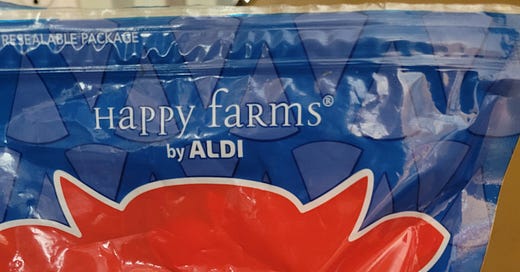 RESEALABLE PACKAGE
Happy Farms®
by ALDI